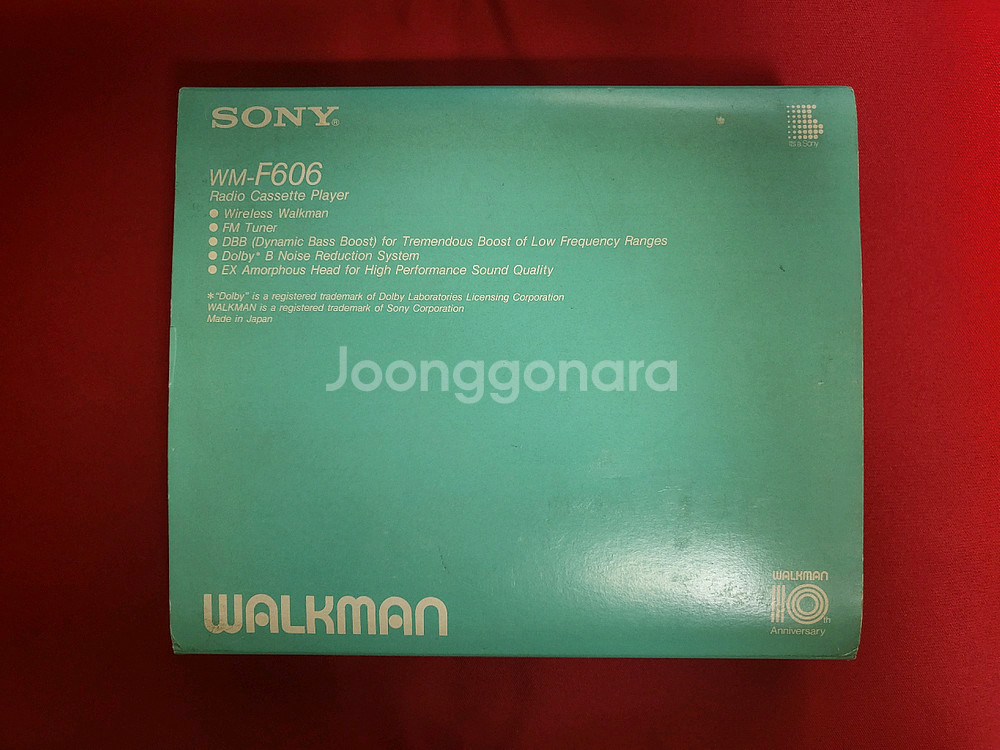 SONY®
It's a Sony
WM-F606
Radio Cassette Player
● Wireless Walkman
● FM Tuner
● DBB (Dynamic Bass Boost) for Tremendous Boost of Low Frequency Ranges
● Dolby* B Noise Reduction System
● EX Amorphous Head for High Performance Sound Quality
*"Dolby" is a registered trademark of Dolby Laboratories Licensing Corporation
WALKMAN is a registered trademark of Sony Corporation
Made in Japan
Joonggonara
WALKMAN
WALKMAN
10th
Anniversary